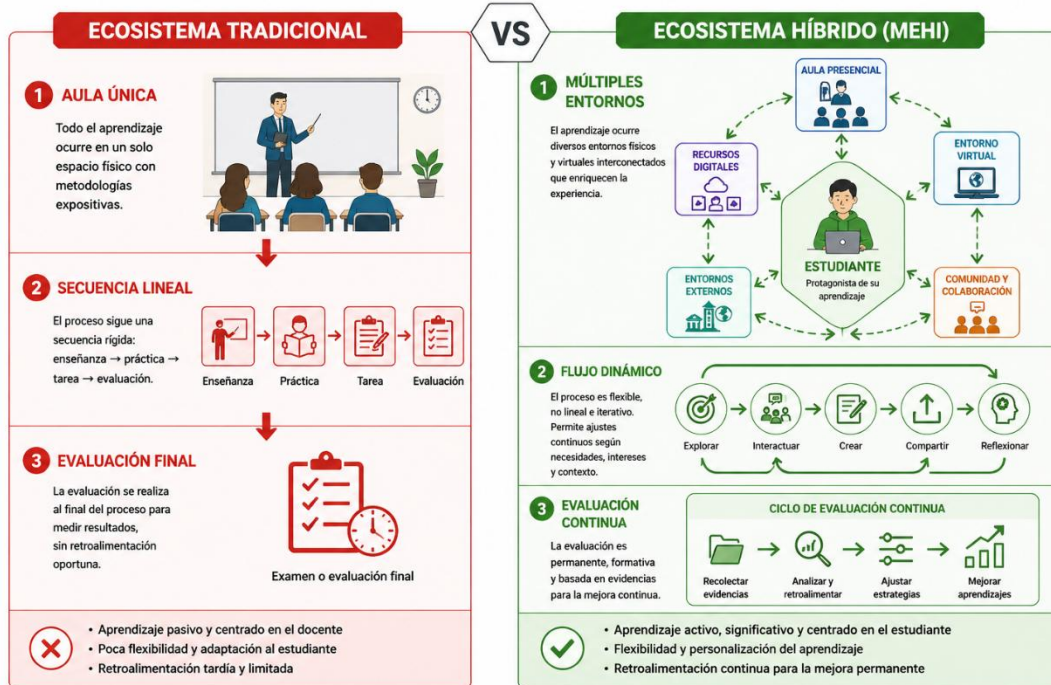 ECOSISTEMA TRADICIONAL
VS
ECOSISTEMA HÍBRIDO (MEHI)
1 AULA ÚNICA
Todo el aprendizaje
ocurre en un solo
espacio físico con
metodologías
expositivas.
2 SECUENCIA LINEAL
El proceso sigue una
secuencia rígida:
enseñanza → práctica →
tarea → evaluación.
Enseñanza
Práctica
Tarea
Evaluación
3 EVALUACIÓN FINAL
La evaluación se realiza
al final del proceso para
medir resultados,
sin retroalimentación
oportuna.
Examen o evaluación final
• Aprendizaje pasivo y centrado en el docente
• Poca flexibilidad y adaptación al estudiante
• Retroalimentación tardía y limitada
1 MÚLTIPLES
ENTORNOS
El aprendizaje ocurre
diversos entornos físicos
y virtuales interconectados
que enriquecen la
experiencia.
AULA PRESENCIAL
RECURSOS
DIGITALES
ENTORNO
VIRTUAL
ESTUDIANTE
Protagonista de su
aprendizaje
ENTORNOS
EXTERNOS
COMUNIDAD Y
COLABORACIÓN
2 FLUJO DINÁMICO
El proceso es flexible,
no lineal e iterativo.
Permite ajustes
continuos según
necesidades, intereses
y contexto.
Explorar
Interactuar
Crear
Compartir
Reflexionar
3 EVALUACIÓN
CONTINUA
La evaluación es
permanente, formativa
y basada en evidencias
para la mejora continua.
CICLO DE EVALUACIÓN CONTINUA
Recolectar
evidencias
Analizar y
retroalimentar
Ajustar
estrategias
Mejorar
aprendizajes
• Aprendizaje activo, significativo y centrado en el estudiante
• Flexibilidad y personalización del aprendizaje
• Retroalimentación continua para la mejora permanente